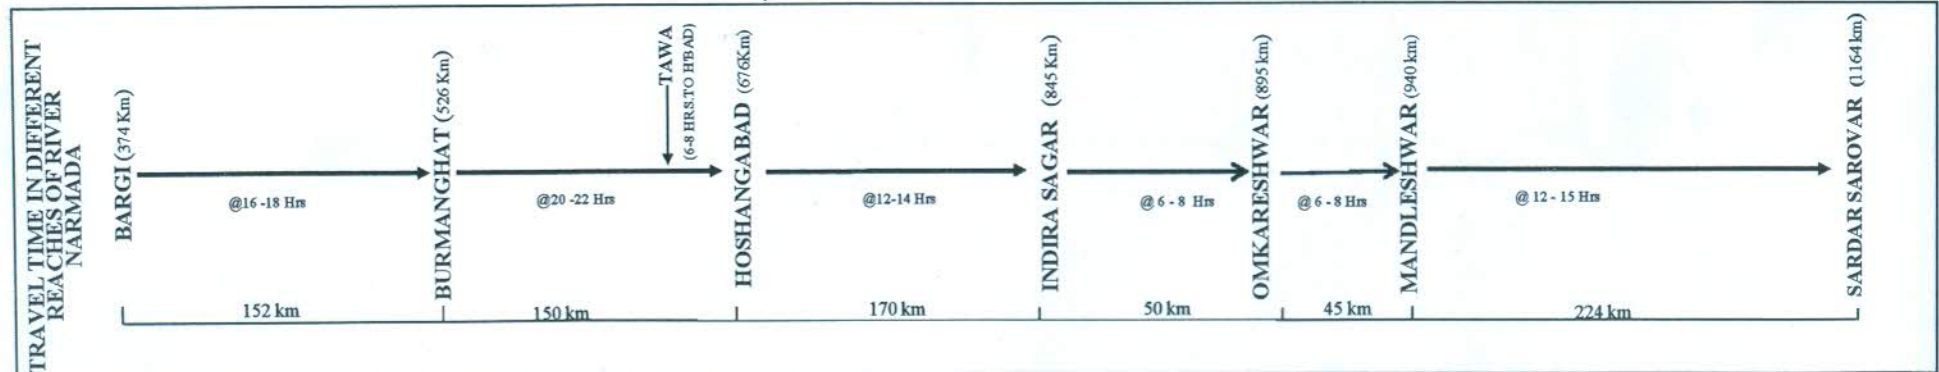 TRAVAVEL TIME IN DIFFERENT
REACHES OF RIVER
NARMADA
BARGI (374 Km)
@16 -18 Hrs
BURMANGHAT (526 Km)
@20 -22 Hrs
TAWA
(6-8 HRS.TO H'BAD)
HOSHANGABAD (676Km)
@12-14 Hrs
INDIRA SAGAR (845 Km)
@ 6 - 8 Hrs
OMKARESHWAR (895 km)
@ 6 - 8 Hrs
MANDLESHWAR (940 km)
@ 12 - 15 Hrs
SARDAR SAROVAR (1164 km)
152 km
150 km
170 km
50 km
45 km
224 km